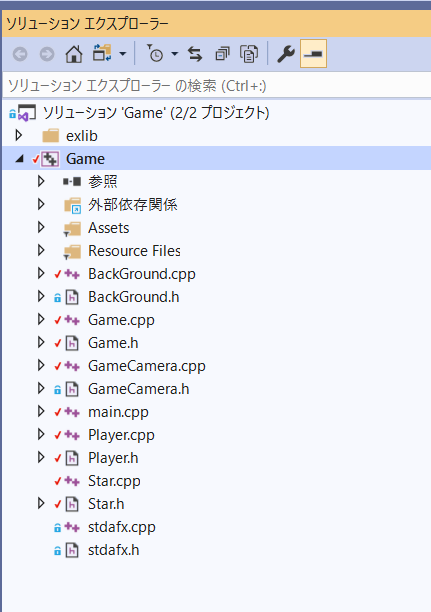 ソリューション エクスプローラー
ソリューション エクスプローラー の検索 (Ctrl+:)
ソリューション 'Game' (2/2 プロジェクト)
exlib
Game
参照
外部依存関係
Assets
Resource Files
BackGround.cpp
BackGround.h
Game.cpp
Game.h
GameCamera.cpp
GameCamera.h
main.cpp
Player.cpp
Player.h
Star.cpp
Star.h
stdafx.cpp
stdafx.h